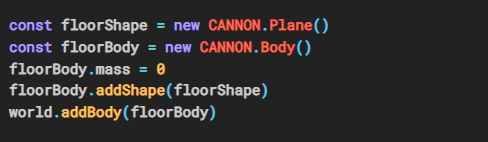 const floorShape = new CANNON.Plane()
const floorBody = new CANNON.Body()
floorBody.mass = 0
floorBody.addShape(floorShape)
world.addBody(floorBody)